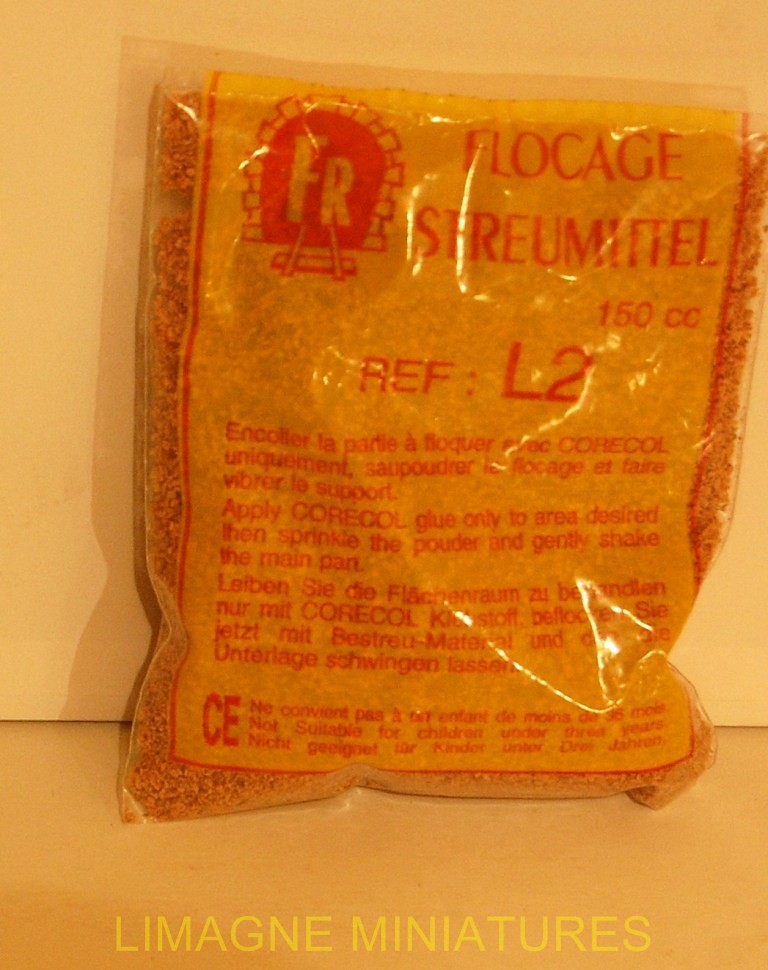 FR
FLOCAGE
STREUMITTEL
150 cc
REF : L2
Encoller la partie à floquer avec CORECOL
uniquement, saupoudrer le flocage et faire
vibrer le support.
Apply CORECOL glue only to area desired
then sprinkle the pouder and gently shake
the main part.
Leiben Sie die Flächenraum zu behandlen
nur mit CORECOL Klebstoff, beflocken Sie
jetzt mit Bestreu-Material und die
Unterlage schwingen lassen.
CE
Ne convient pas à un enfant de moins de 36 mois
Not Suitable for children under three years
Nicht geeignet für Kinder unter Drei Jahren.
LIMAGNE MINIATURES